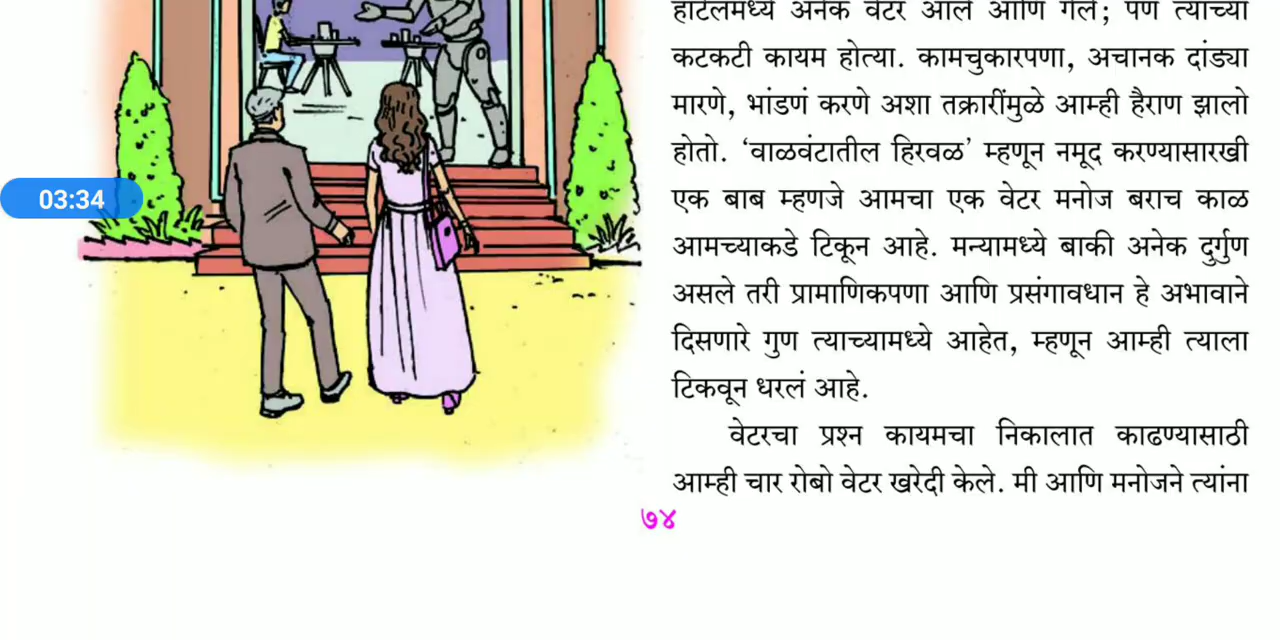 हॉटेलमध्ये अनेक वेटर आले आणि गेले; पण त्यांच्या
कटकटी कायम होत्या. कामचुकारपणा, अचानक दांड्या
मारणे, भांडणं करणे अशा तक्रारींमुळे आम्ही हैराण झालो
होतो. ‘वाळवंटातील हिरवळ’ म्हणून नमूद करण्यासारखी
एक बाब म्हणजे आमचा एक वेटर मनोज बराच काळ
आमच्याकडे टिकून आहे. मन्यामध्ये बाकी अनेक दुर्गुण
असले तरी प्रामाणिकपणा आणि प्रसंगावधान हे अभावाने
दिसणारे गुण त्याच्यामध्ये आहेत, म्हणून आम्ही त्याला
टिकवून धरलं आहे.
वेटरचा प्रश्न कायमचा निकालात काढण्यासाठी
आम्ही चार रोबो वेटर खरेदी केले. मी आणि मनोजने त्यांना
७४
03:34